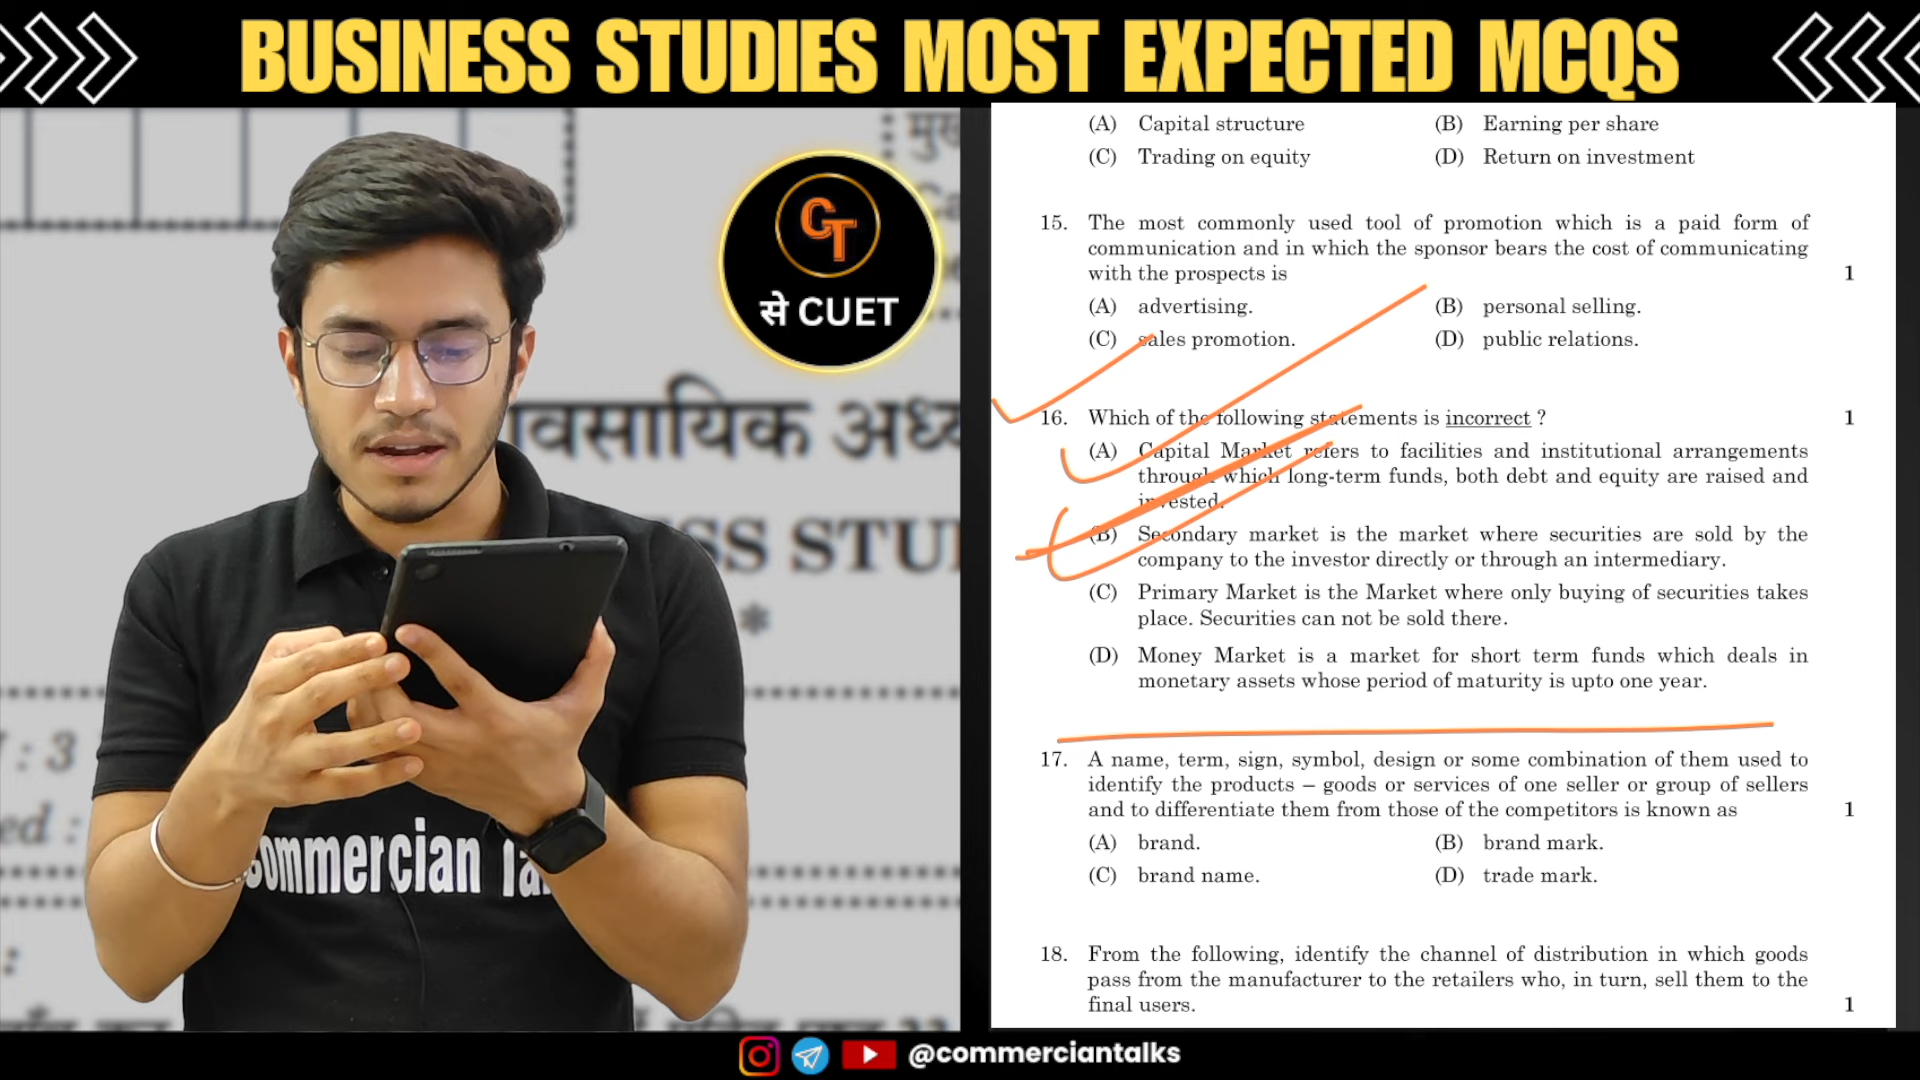 BUSINESS STUDIES MOST EXPECTED MCQS
CT
से CUET
(A) Capital structure (B) Earning per share
(C) Trading on equity (D) Return on investment
15. The most commonly used tool of promotion which is a paid form of
communication and in which the sponsor bears the cost of communicating
with the prospects is 1
(A) advertising. (B) personal selling.
(C) sales promotion. (D) public relations.
16. Which of the following statements is incorrect ? 1
(A) Capital Market refers to facilities and institutional arrangements
through which long-term funds, both debt and equity are raised and
invested.
(B) Secondary market is the market where securities are sold by the
company to the investor directly or through an intermediary.
(C) Primary Market is the Market where only buying of securities takes
place. Securities can not be sold there.
(D) Money Market is a market for short term funds which deals in
monetary assets whose period of maturity is upto one year.
17. A name, term, sign, symbol, design or some combination of them used to
identify the products – goods or services of one seller or group of sellers
and to differentiate them from those of the competitors is known as 1
(A) brand. (B) brand mark.
(C) brand name. (D) trade mark.
18. From the following, identify the channel of distribution in which goods
pass from the manufacturer to the retailers who, in turn, sell them to the
final users. 1
SS STU
*
: 3
ed :
commercian Ta
@commerciantalks